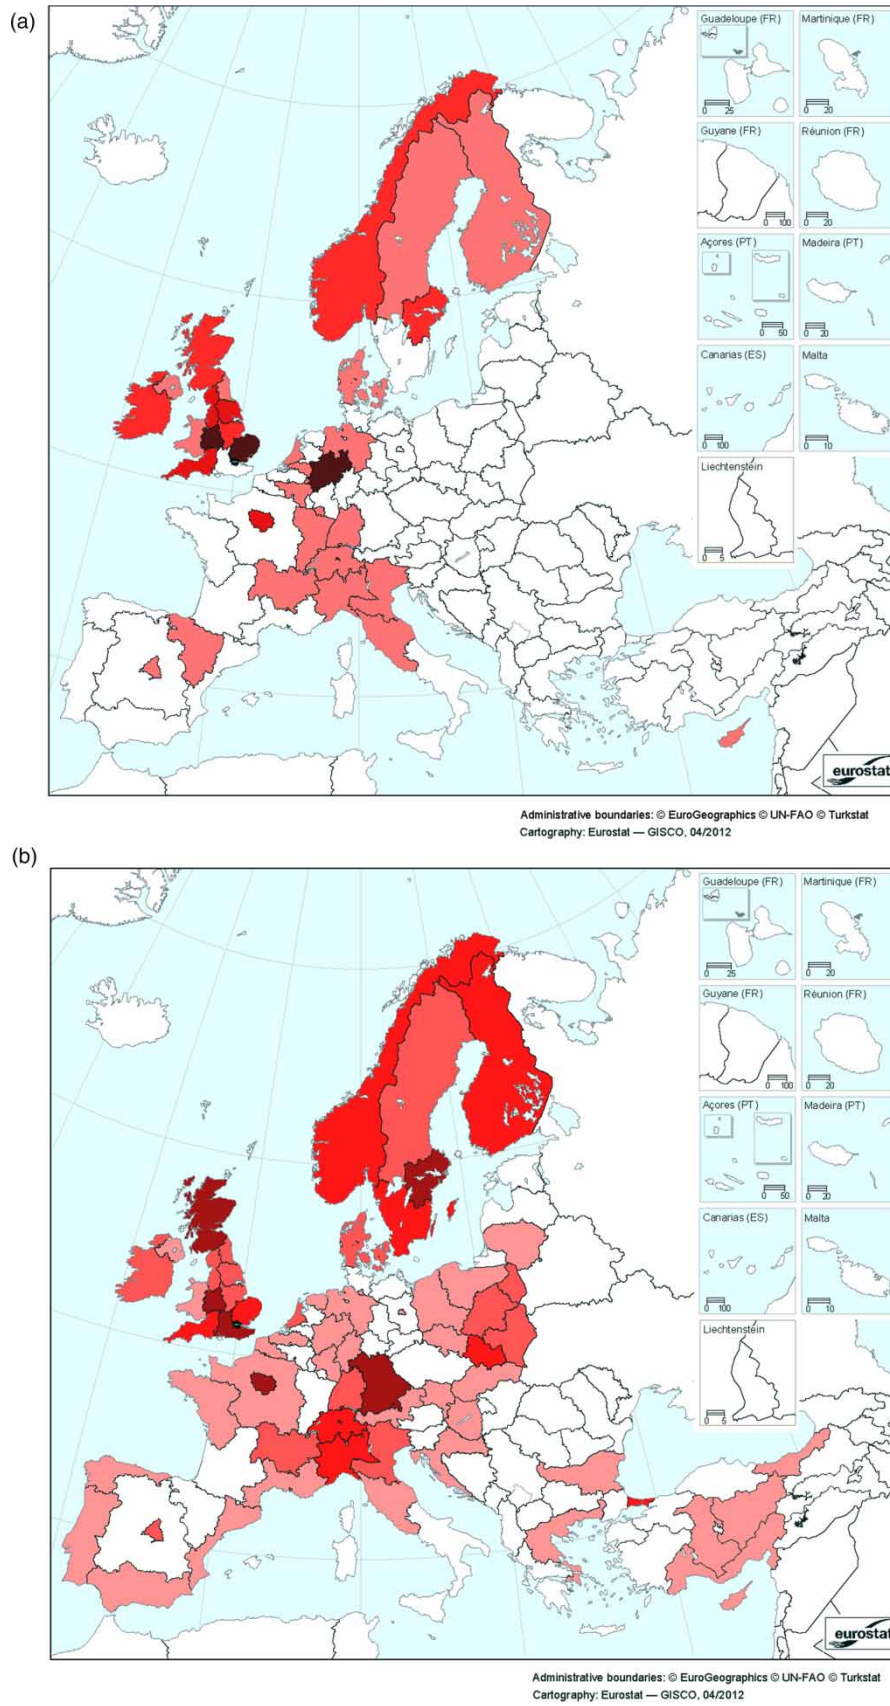 (a)
Guadeloupe (FR)
Martinique (FR)
0 25
0 20
Guyane (FR)
Réunion (FR)
0 100
0 20
Açores (PT)
Madeira (PT)
0 50
0 20
Canarias (ES)
Malta
0 100
0 10
Liechtenstein
0 5
eurostat
Administrative boundaries: © EuroGeographics © UN-FAO © Turkstat
Cartography: Eurostat — GISCO, 04/2012
(b)
Guadeloupe (FR)
Martinique (FR)
0 25
0 20
Guyane (FR)
Réunion (FR)
0 100
0 20
Açores (PT)
Madeira (PT)
0 50
0 20
Canarias (ES)
Malta
0 100
0 10
Liechtenstein
0 5
eurostat
Administrative boundaries: © EuroGeographics © UN-FAO © Turkstat
Cartography: Eurostat — GISCO, 04/2012